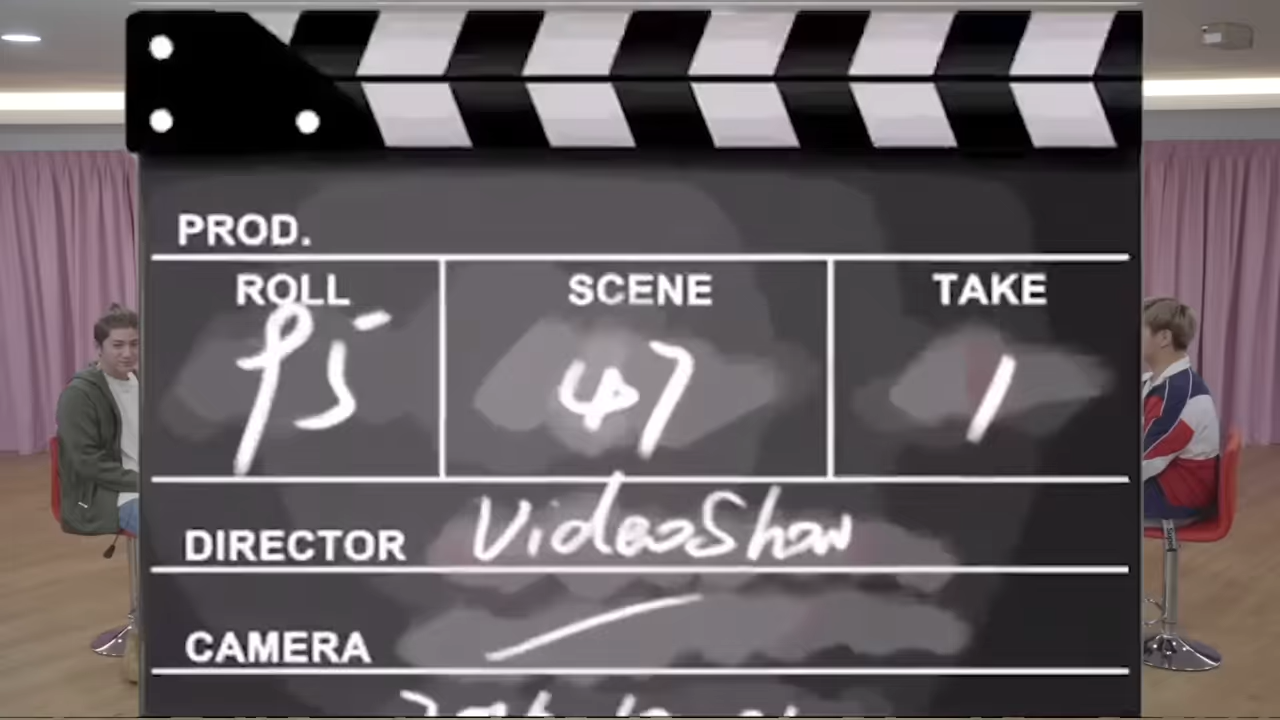 PROD.
ROLL SCENE TAKE
47 1
DIRECTOR VideoShow
CAMERA